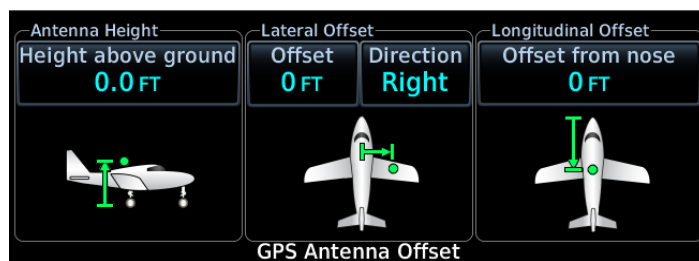 Antenna Height
Height above ground
0.0 FT
Lateral Offset
Offset
0 FT
Direction
Right
Longitudinal Offset
Offset from nose
0 FT
GPS Antenna Offset